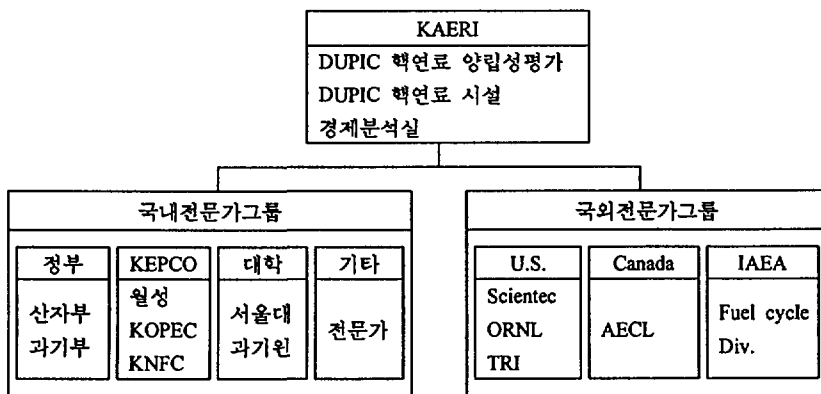 KAERI
DUPIC 핵연료 양립성평가
DUPIC 핵연료 시설
경제분석실
국내전문가그룹
정부
산자부
과기부
KEPCO
월성
KOPEC
KNFC
대학
서울대
과기원
기타
전문가
국외전문가그룹
U.S.
Scientec
ORNL
TRI
Canada
AECL
IAEA
Fuel cycle
Div.